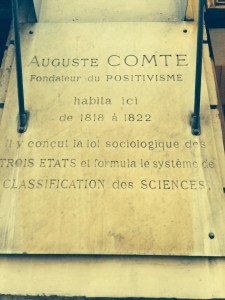 AUGUSTE COMTE
Fondateur du POSITIVISME
habita ici
de 1818 à 1822
il y conçut la loi sociologique des
TROIS ETATS et formula le système de
CLASSIFICATION des SCIENCES.